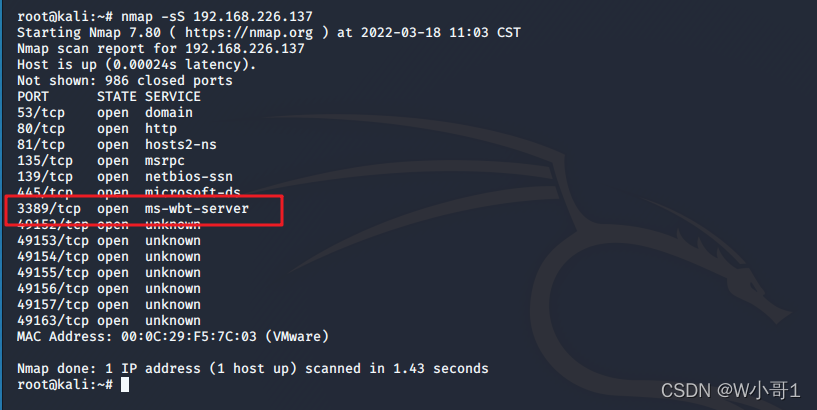 root@kali:~# nmap -sS 192.168.226.137
Starting Nmap 7.80 ( https://nmap.org ) at 2022-03-18 11:03 CST
Nmap scan report for 192.168.226.137
Host is up (0.00024s latency).
Not shown: 986 closed ports
PORT      STATE SERVICE
53/tcp    open  domain
80/tcp    open  http
81/tcp    open  hosts2-ns
135/tcp   open  msrpc
139/tcp   open  netbios-ssn
445/tcp   open  microsoft-ds
3389/tcp  open  ms-wbt-server
49152/tcp open  unknown
49153/tcp open  unknown
49154/tcp open  unknown
49155/tcp open  unknown
49156/tcp open  unknown
49157/tcp open  unknown
49163/tcp open  unknown
MAC Address: 00:0C:29:F5:7C:03 (VMware)
Nmap done: 1 IP address (1 host up) scanned in 1.43 seconds
root@kali:~#
CSDN @W小哥1